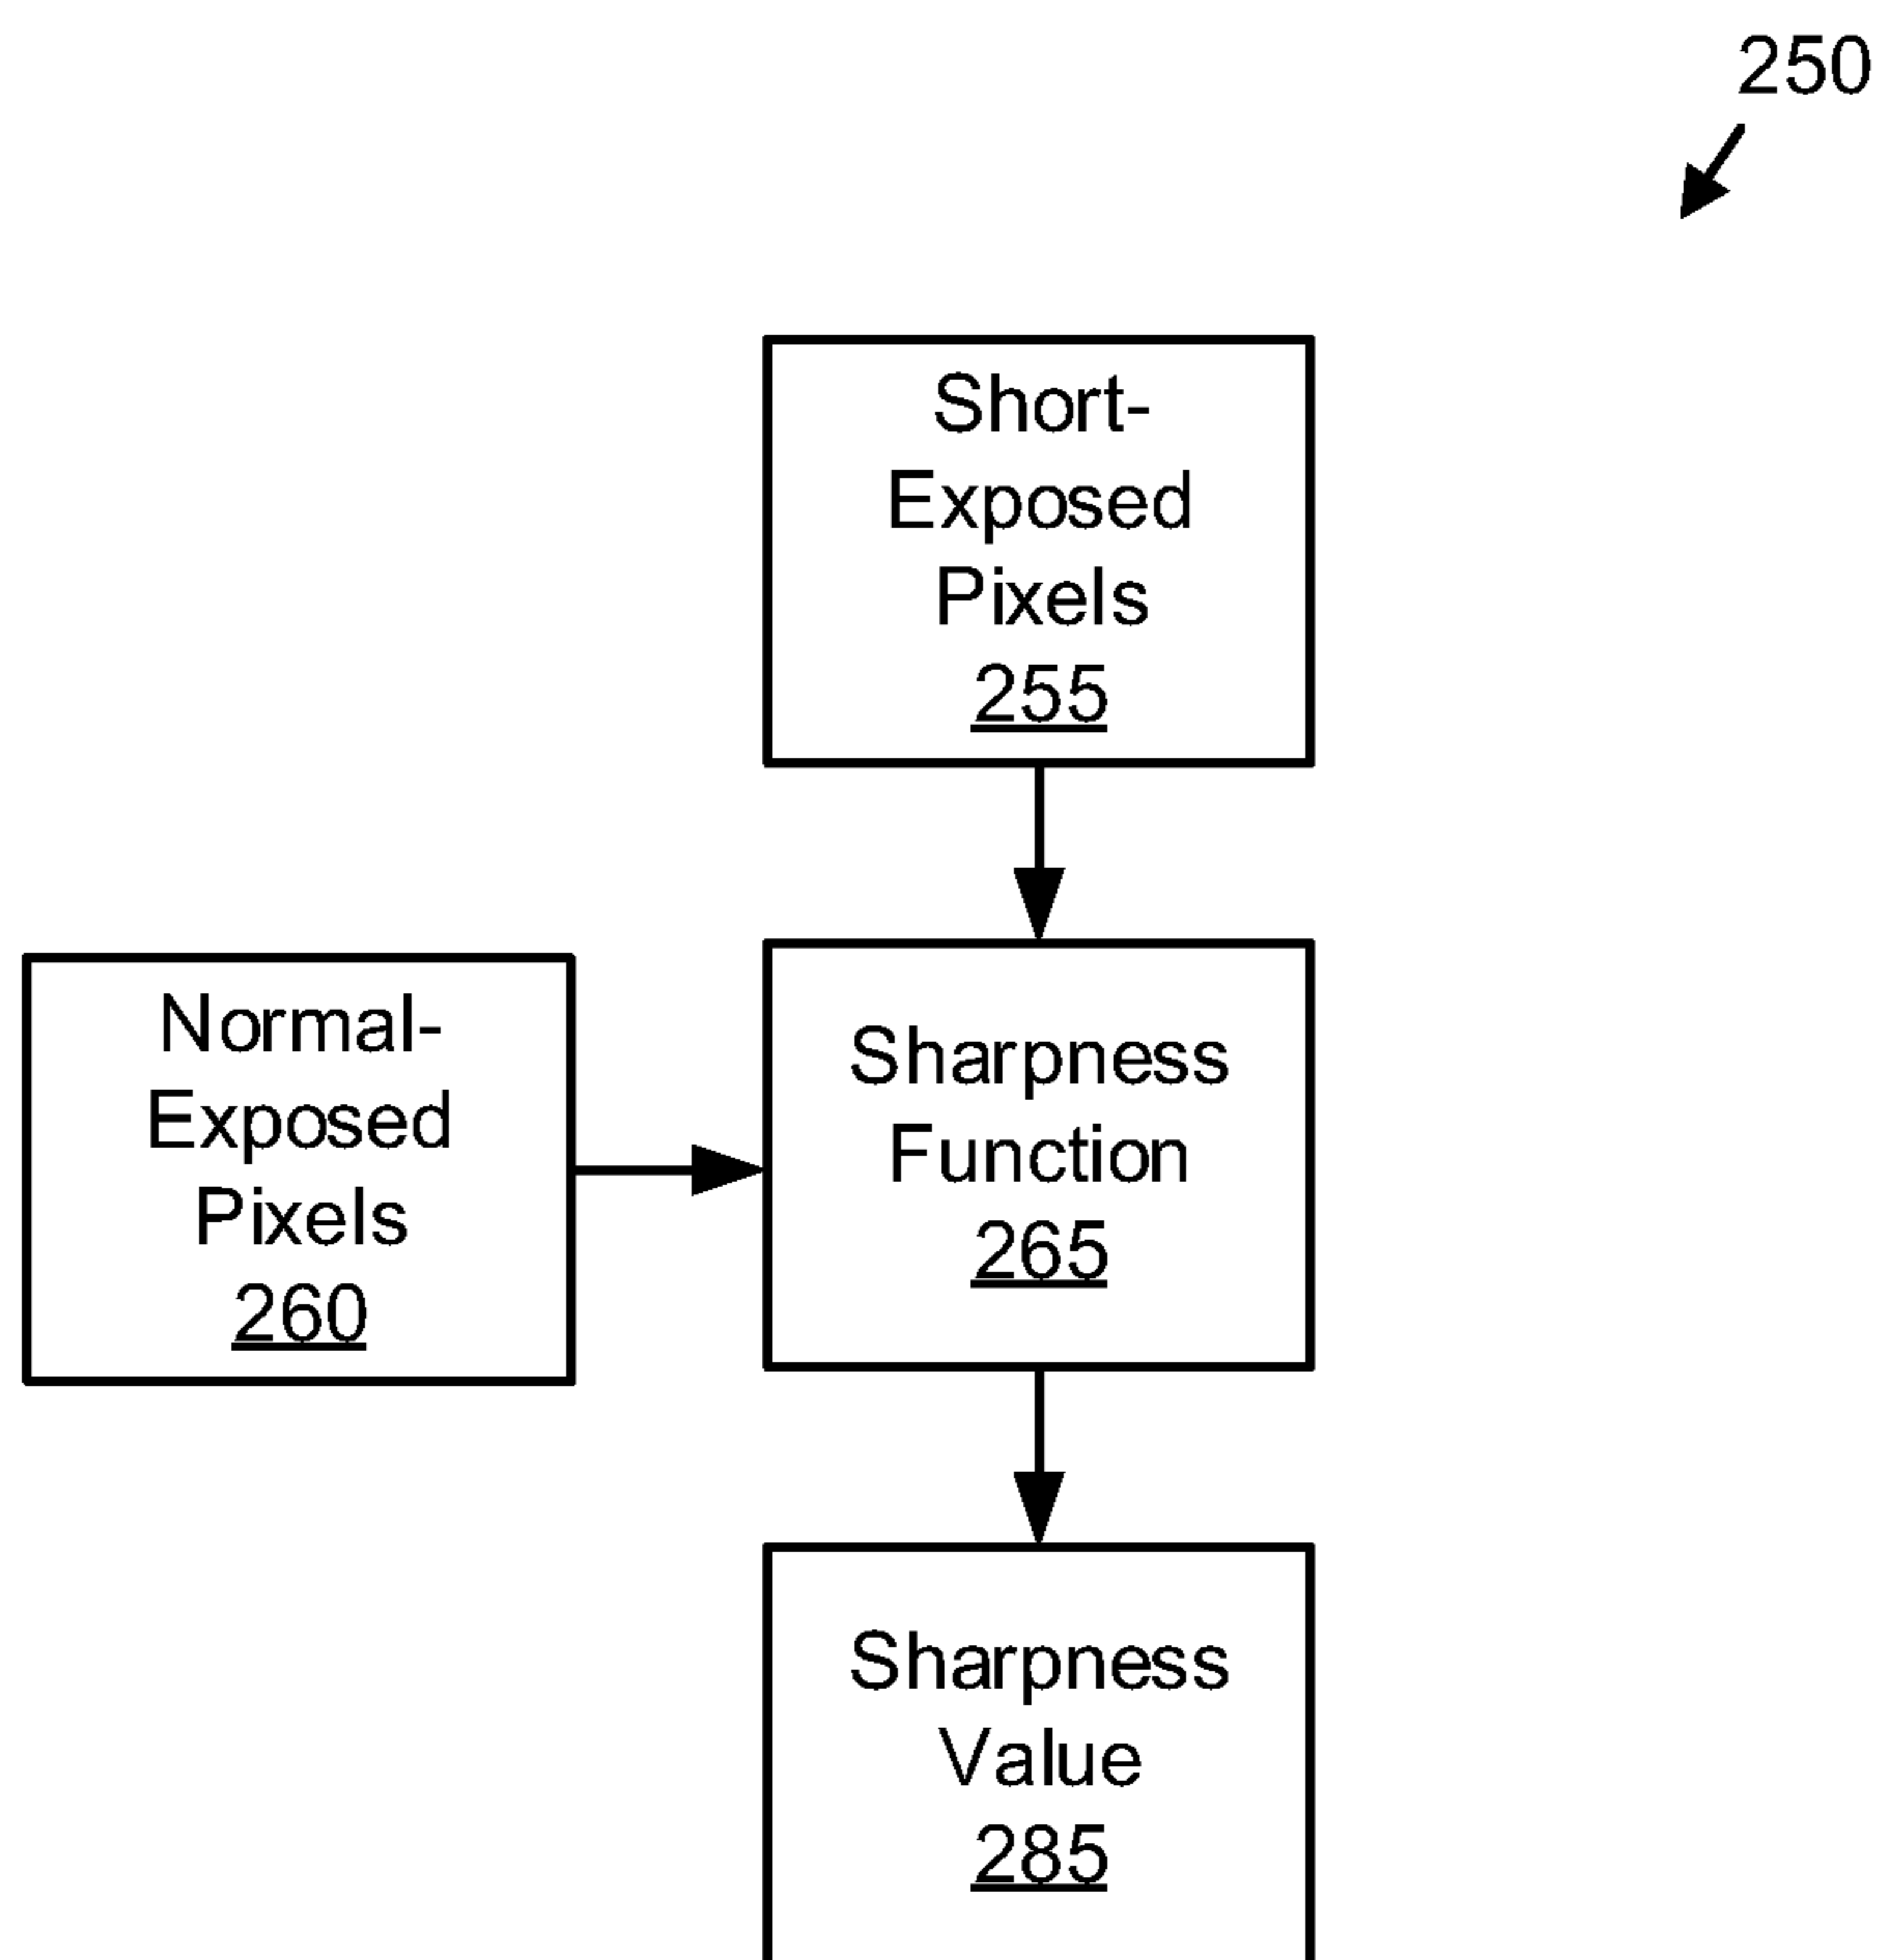 250
Short-
Exposed
Pixels
255
Normal-
Exposed
Pixels
260
Sharpness
Function
265
Sharpness
Value
285